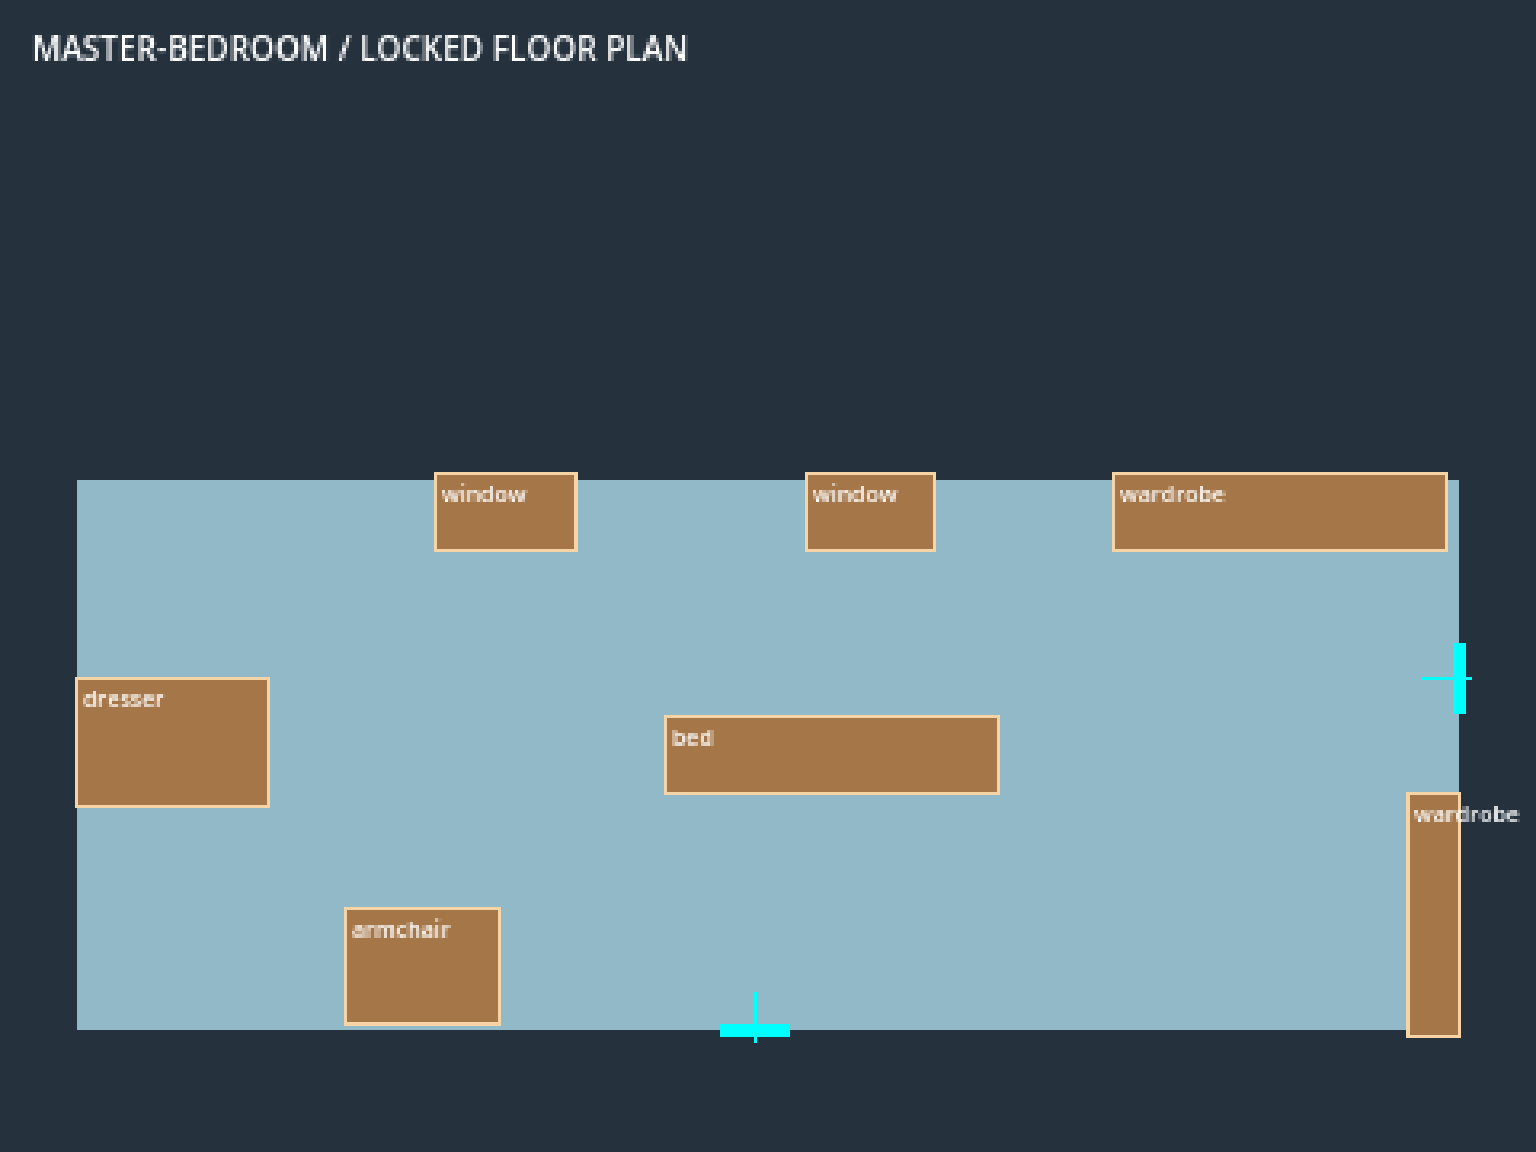 MASTER-BEDROOM / LOCKED FLOOR PLAN
window
window
wardrobe
dresser
bed
wardrobe
armchair